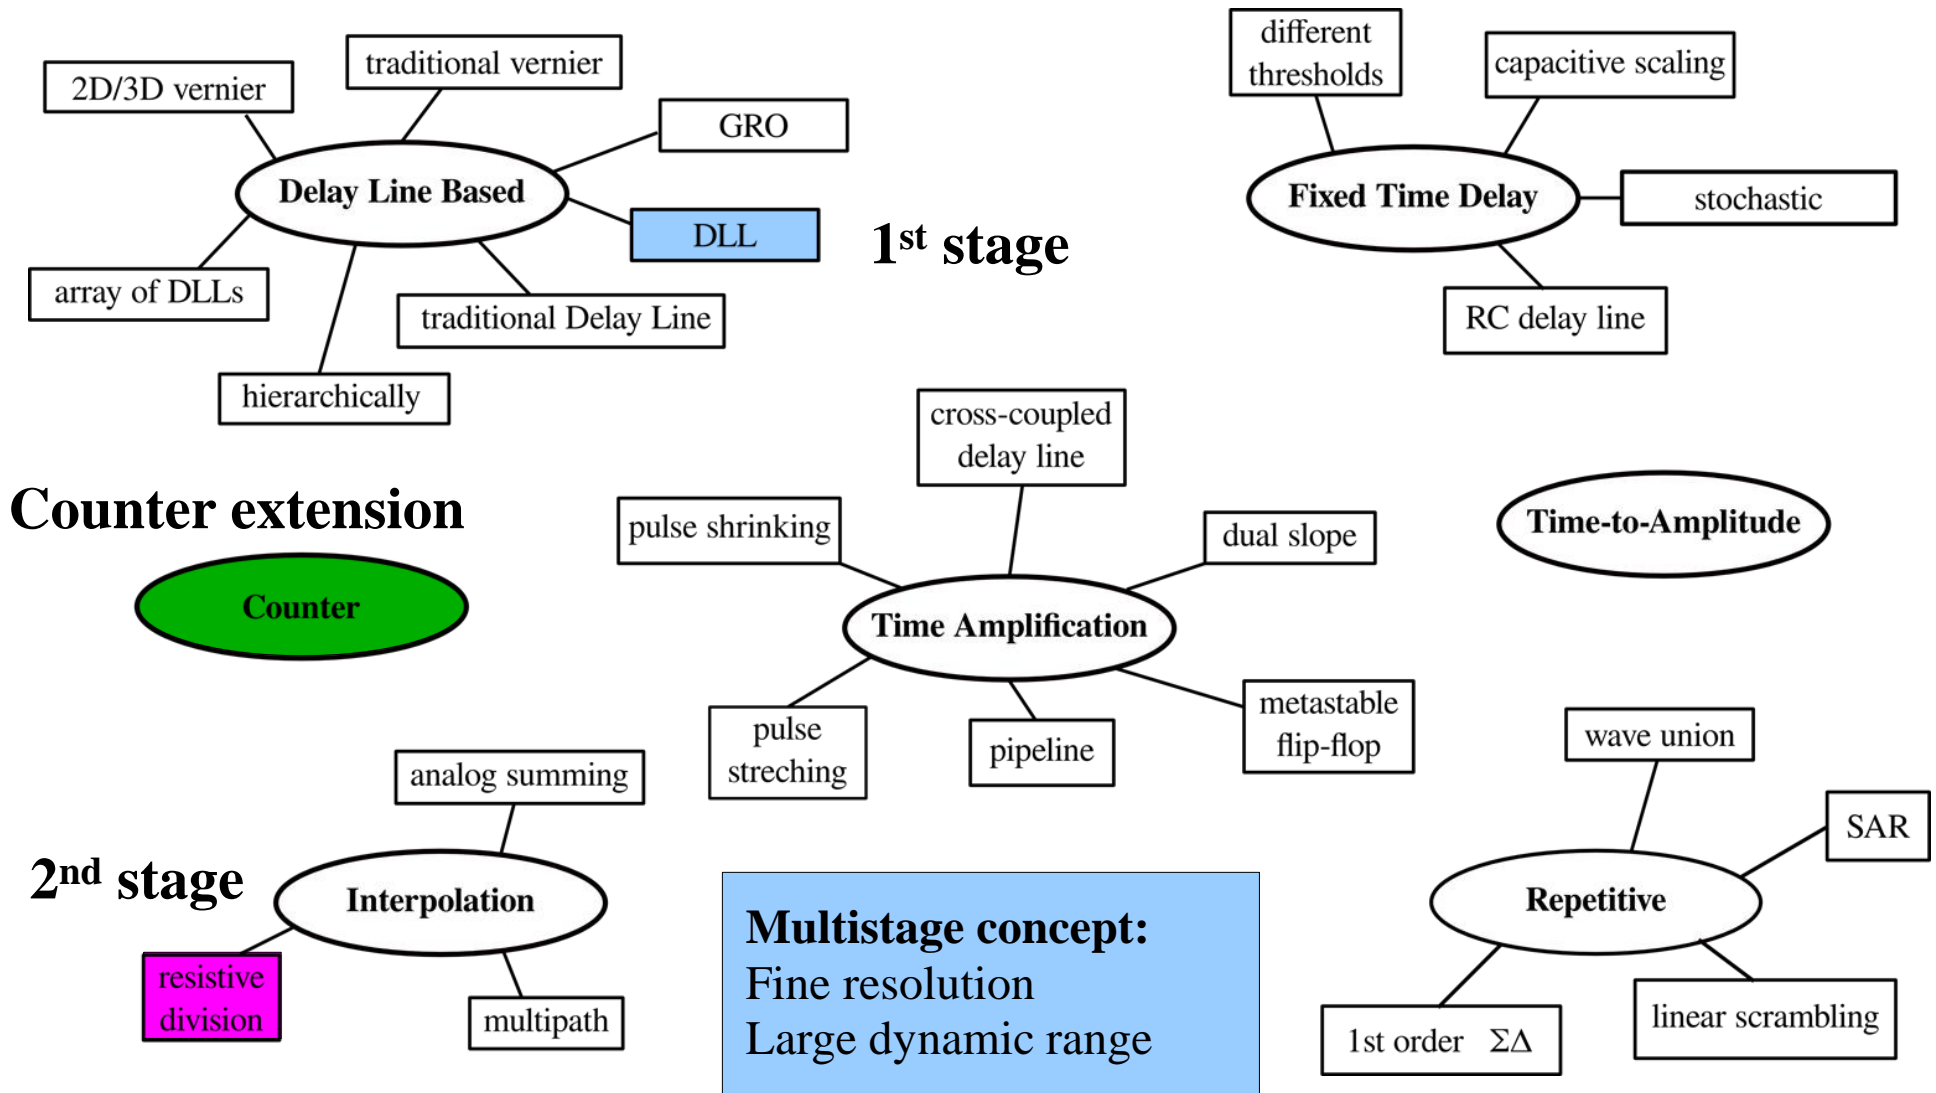 different
thresholds
traditional vernier
capacitive scaling
2D/3D vernier
GRO
Delay Line Based
Fixed Time Delay
stochastic
DLL
1st stage
array of DLLs
traditional Delay Line
RC delay line
hierarchically
cross-coupled
delay line
Counter extension
pulse shrinking
dual slope
Time-to-Amplitude
Counter
Time Amplification
metastable
flip-flop
pulse
streching
pipeline
wave union
analog summing
SAR
2nd stage
Interpolation
Repetitive
Multistage concept:
Fine resolution
Large dynamic range
resistive
division
multipath
linear scrambling
1st order ΣΔ